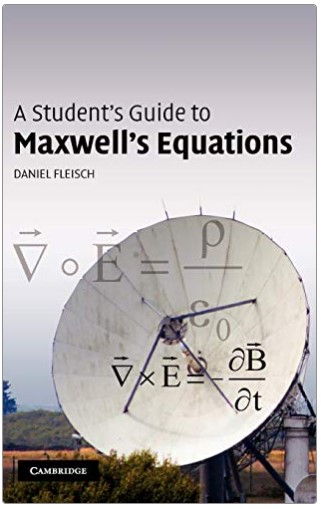 A Student's Guide to
Maxwell's Equations
DANIEL FLEISCH
∇⃗ ∘ E⃗ = ρ/ε₀
∇⃗ × E⃗ = - ∂B⃗/∂t
CAMBRIDGE